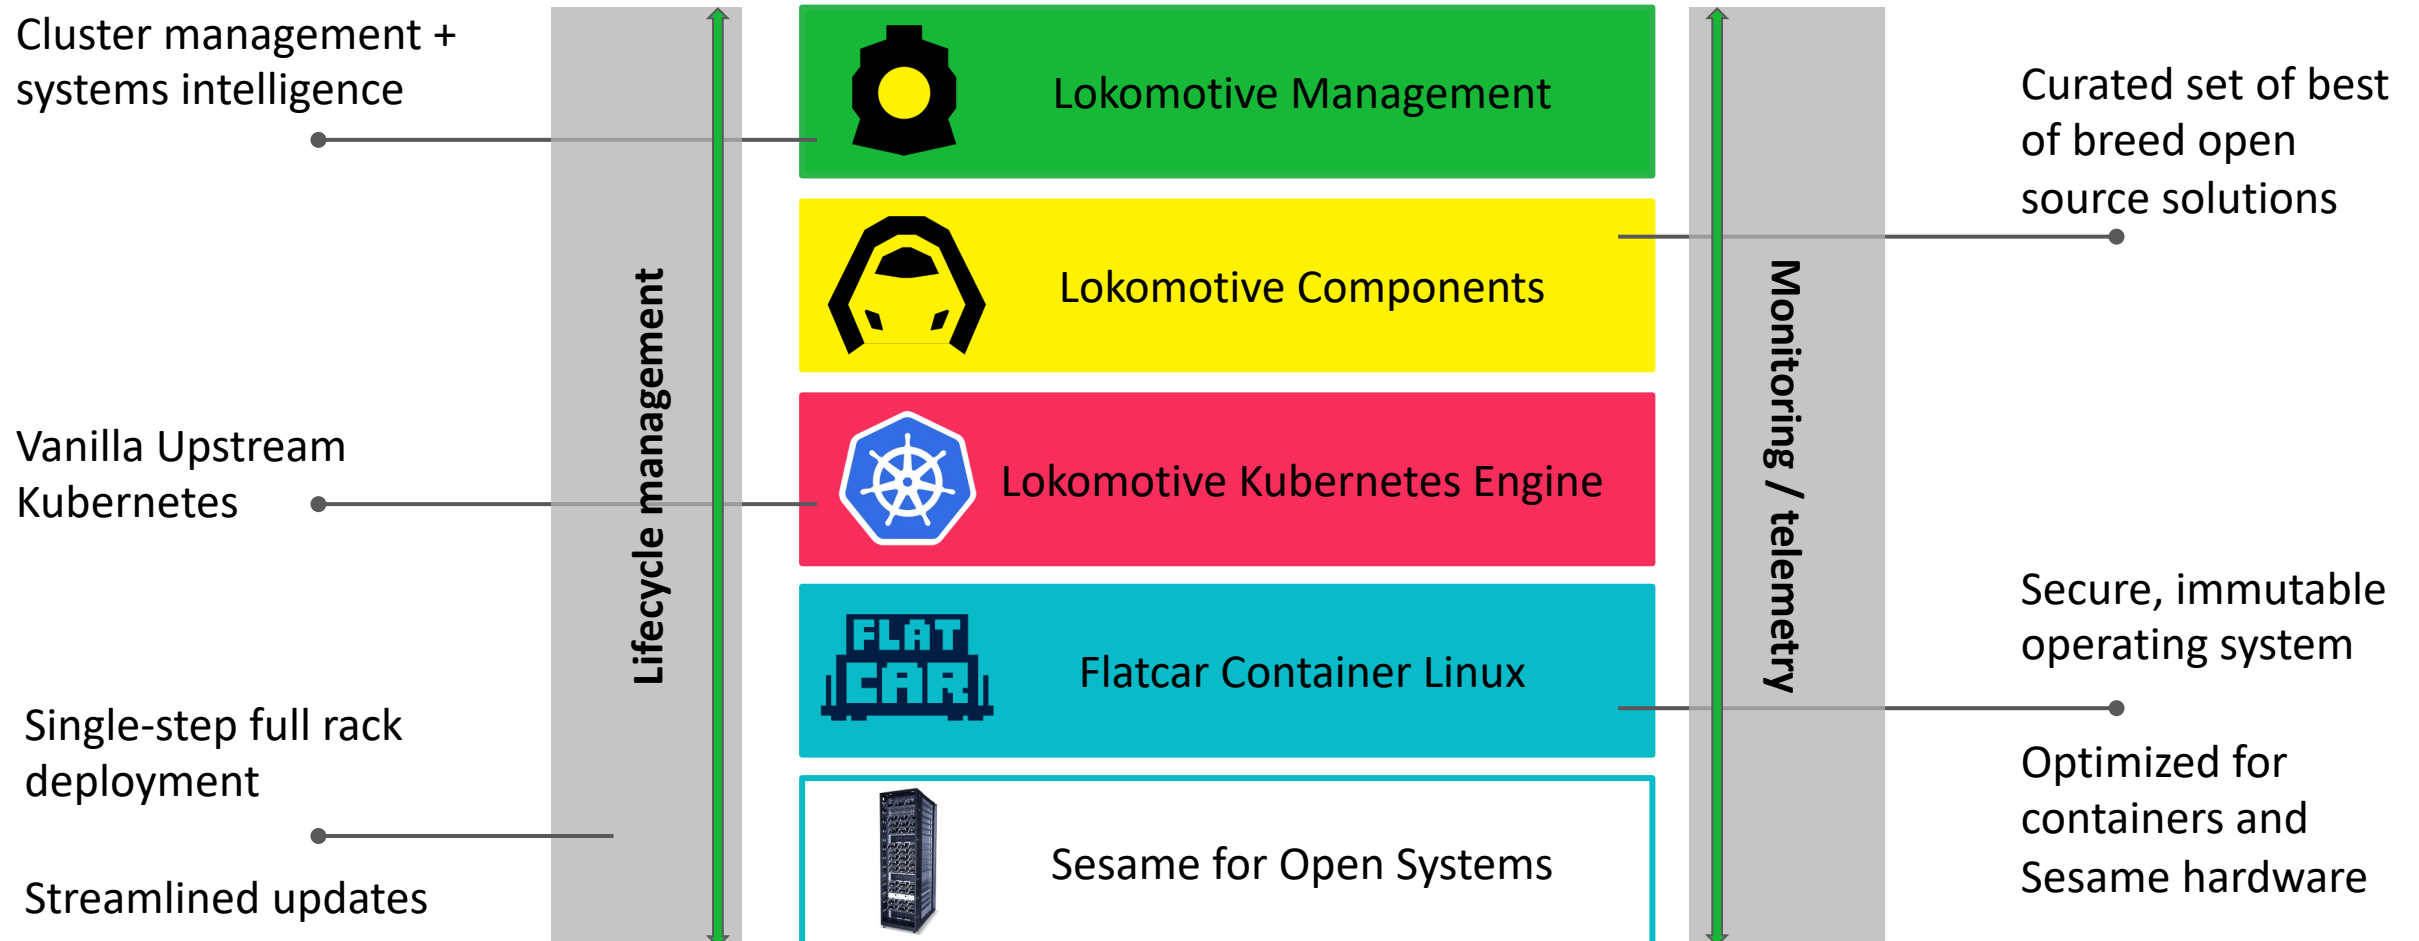 Cluster management +
systems intelligence
Vanilla Upstream
Kubernetes
Single-step full rack
deployment
Streamlined updates
Lifecycle management
Lokomotive Management
Lokomotive Components
Lokomotive Kubernetes Engine
FLAT
CAR
Flatcar Container Linux
Sesame for Open Systems
Monitoring / telemetry
Curated set of best
of breed open
source solutions
Secure, immutable
operating system
Optimized for
containers and
Sesame hardware